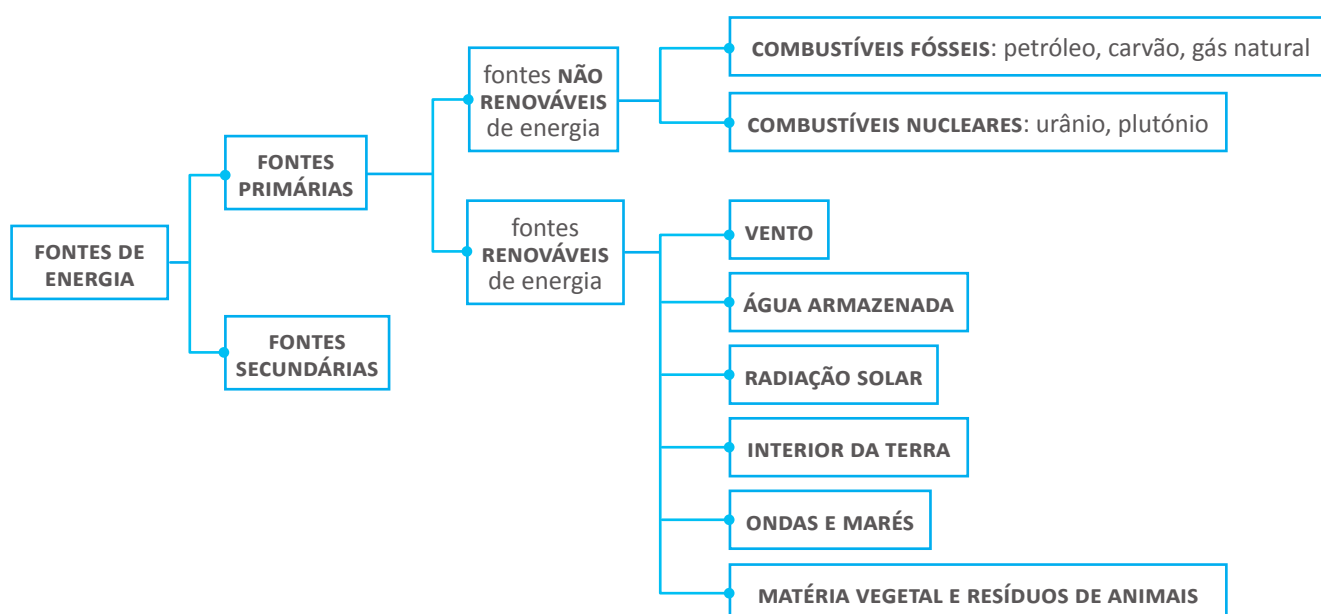 FONTES DE
ENERGIA
FONTES
PRIMÁRIAS
FONTES
SECUNDÁRIAS
fontes NÃO
RENOVÁVEIS
de energia
fontes
RENOVÁVEIS
de energia
COMBUSTÍVEIS FÓSSEIS: petróleo, carvão, gás natural
COMBUSTÍVEIS NUCLEARES: urânio, plutónio
VENTO
ÁGUA ARMAZENADA
RADIAÇÃO SOLAR
INTERIOR DA TERRA
ONDAS E MARÉS
MATÉRIA VEGETAL E RESÍDUOS DE ANIMAIS